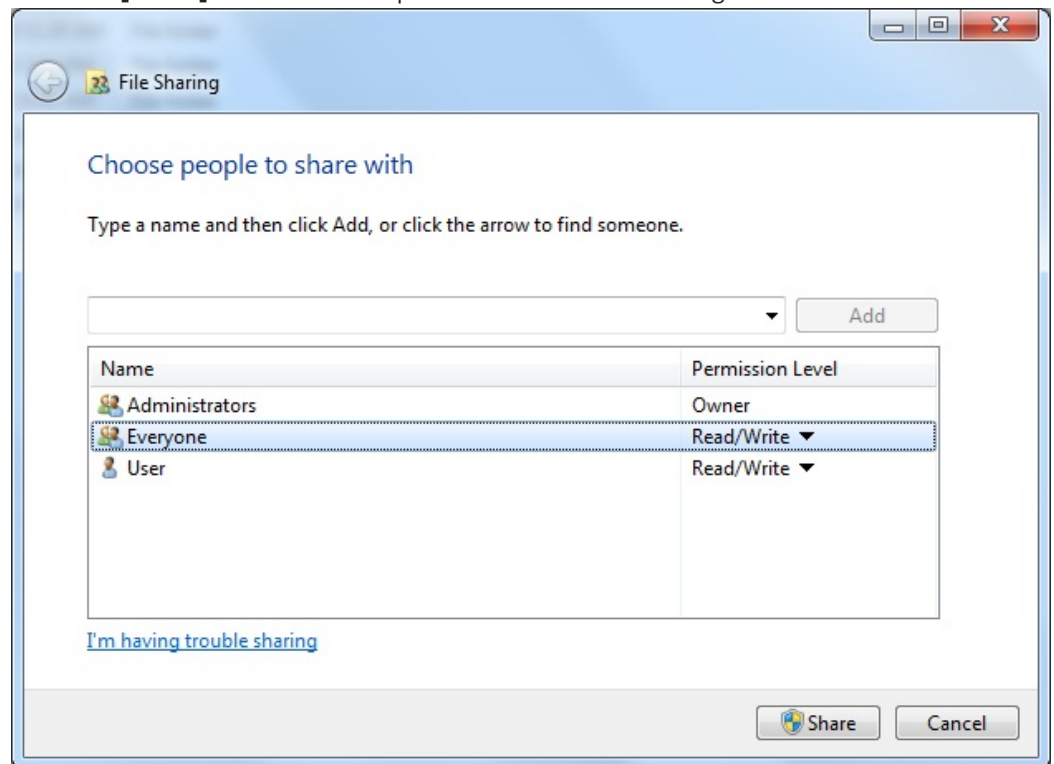 File Sharing
Choose people to share with
Type a name and then click Add, or click the arrow to find someone.
Add
Name Permission Level
Administrators Owner
Everyone Read/Write
User Read/Write
I'm having trouble sharing
Share Cancel